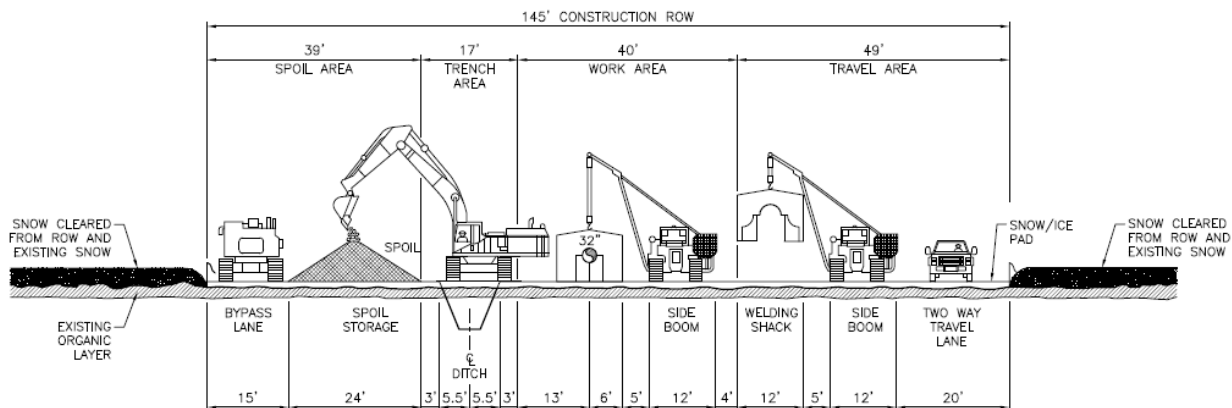 145' CONSTRUCTION ROW
39'
SPOIL AREA
17'
TRENCH
AREA
40'
WORK AREA
49'
TRAVEL AREA
SNOW CLEARED
FROM ROW AND
EXISTING SNOW
SPOIL
32"
SNOW/ICE
PAD
SNOW CLEARED
FROM ROW AND
EXISTING SNOW
EXISTING
ORGANIC
LAYER
BYPASS
LANE
SPOIL
STORAGE
℄
DITCH
SIDE
BOOM
WELDING
SHACK
SIDE
BOOM
TWO WAY
TRAVEL
LANE
15' 24' 3' 5.5' 5.5' 3' 13' 6' 5' 12' 4' 12' 5' 12' 20'